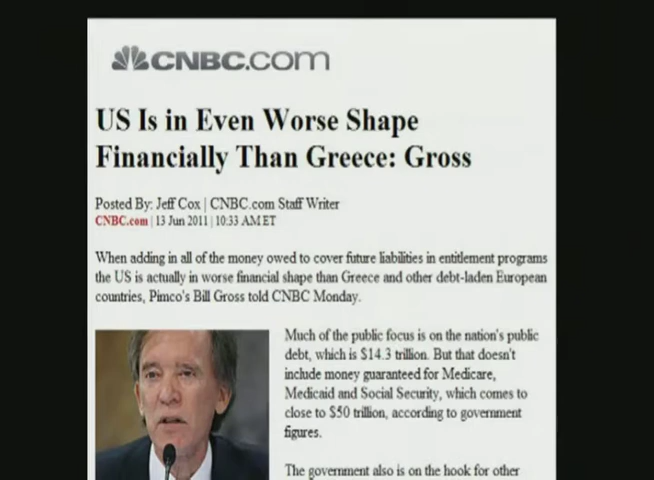 CNBC.com
US Is in Even Worse Shape
Financially Than Greece: Gross
Posted By: Jeff Cox | CNBC.com Staff Writer
CNBC.com | 13 Jun 2011 | 10:33 AM ET
When adding in all of the money owed to cover future liabilities in entitlement programs
the US is actually in worse financial shape than Greece and other debt-laden European
countries, Pimco's Bill Gross told CNBC Monday.
Much of the public focus is on the nation's public
debt, which is $14.3 trillion. But that doesn't
include money guaranteed for Medicare,
Medicaid and Social Security, which comes to
close to $50 trillion, according to government
figures.
The government also is on the hook for other